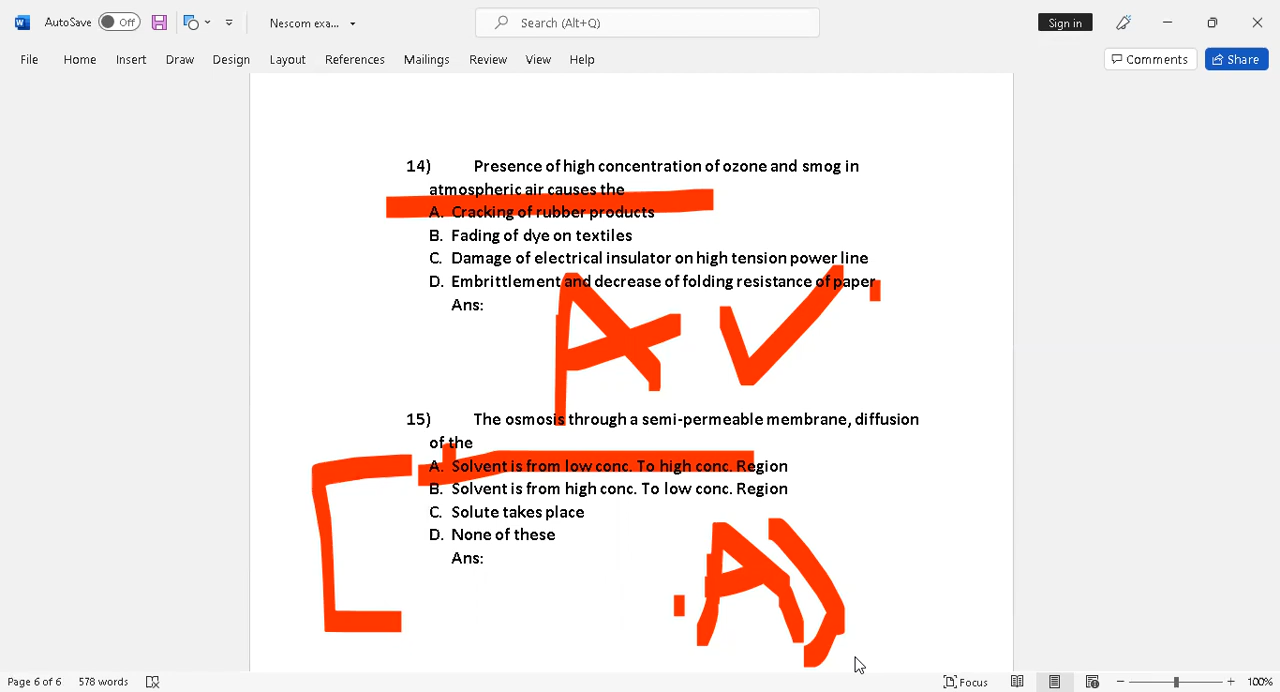 AutoSave Off Nescom exa... Search (Alt+Q) Sign in
File Home Insert Draw Design Layout References Mailings Review View Help Comments Share
14) Presence of high concentration of ozone and smog in
atmospheric air causes the
A. Cracking of rubber products
B. Fading of dye on textiles
C. Damage of electrical insulator on high tension power line
D. Embrittlement and decrease of folding resistance of paper
Ans:
A
15) The osmosis through a semi-permeable membrane, diffusion
of the
A. Solvent is from low conc. To high conc. Region
B. Solvent is from high conc. To low conc. Region
C. Solute takes place
D. None of these
Ans:
A)
Page 6 of 6 578 words Focus 100%